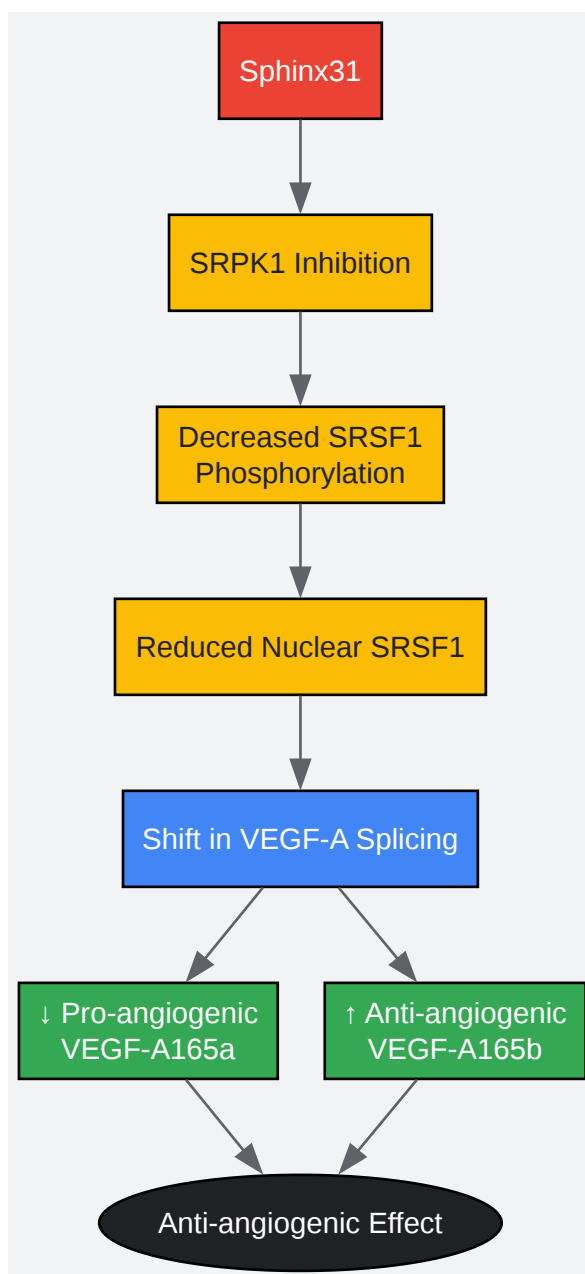 Sphinx31
SRPK1 Inhibition
Decreased SRSF1
Phosphorylation
Reduced Nuclear SRSF1
Shift in VEGF-A Splicing
↓ Pro-angiogenic
VEGF-A165a
↑ Anti-angiogenic
VEGF-A165b
Anti-angiogenic Effect